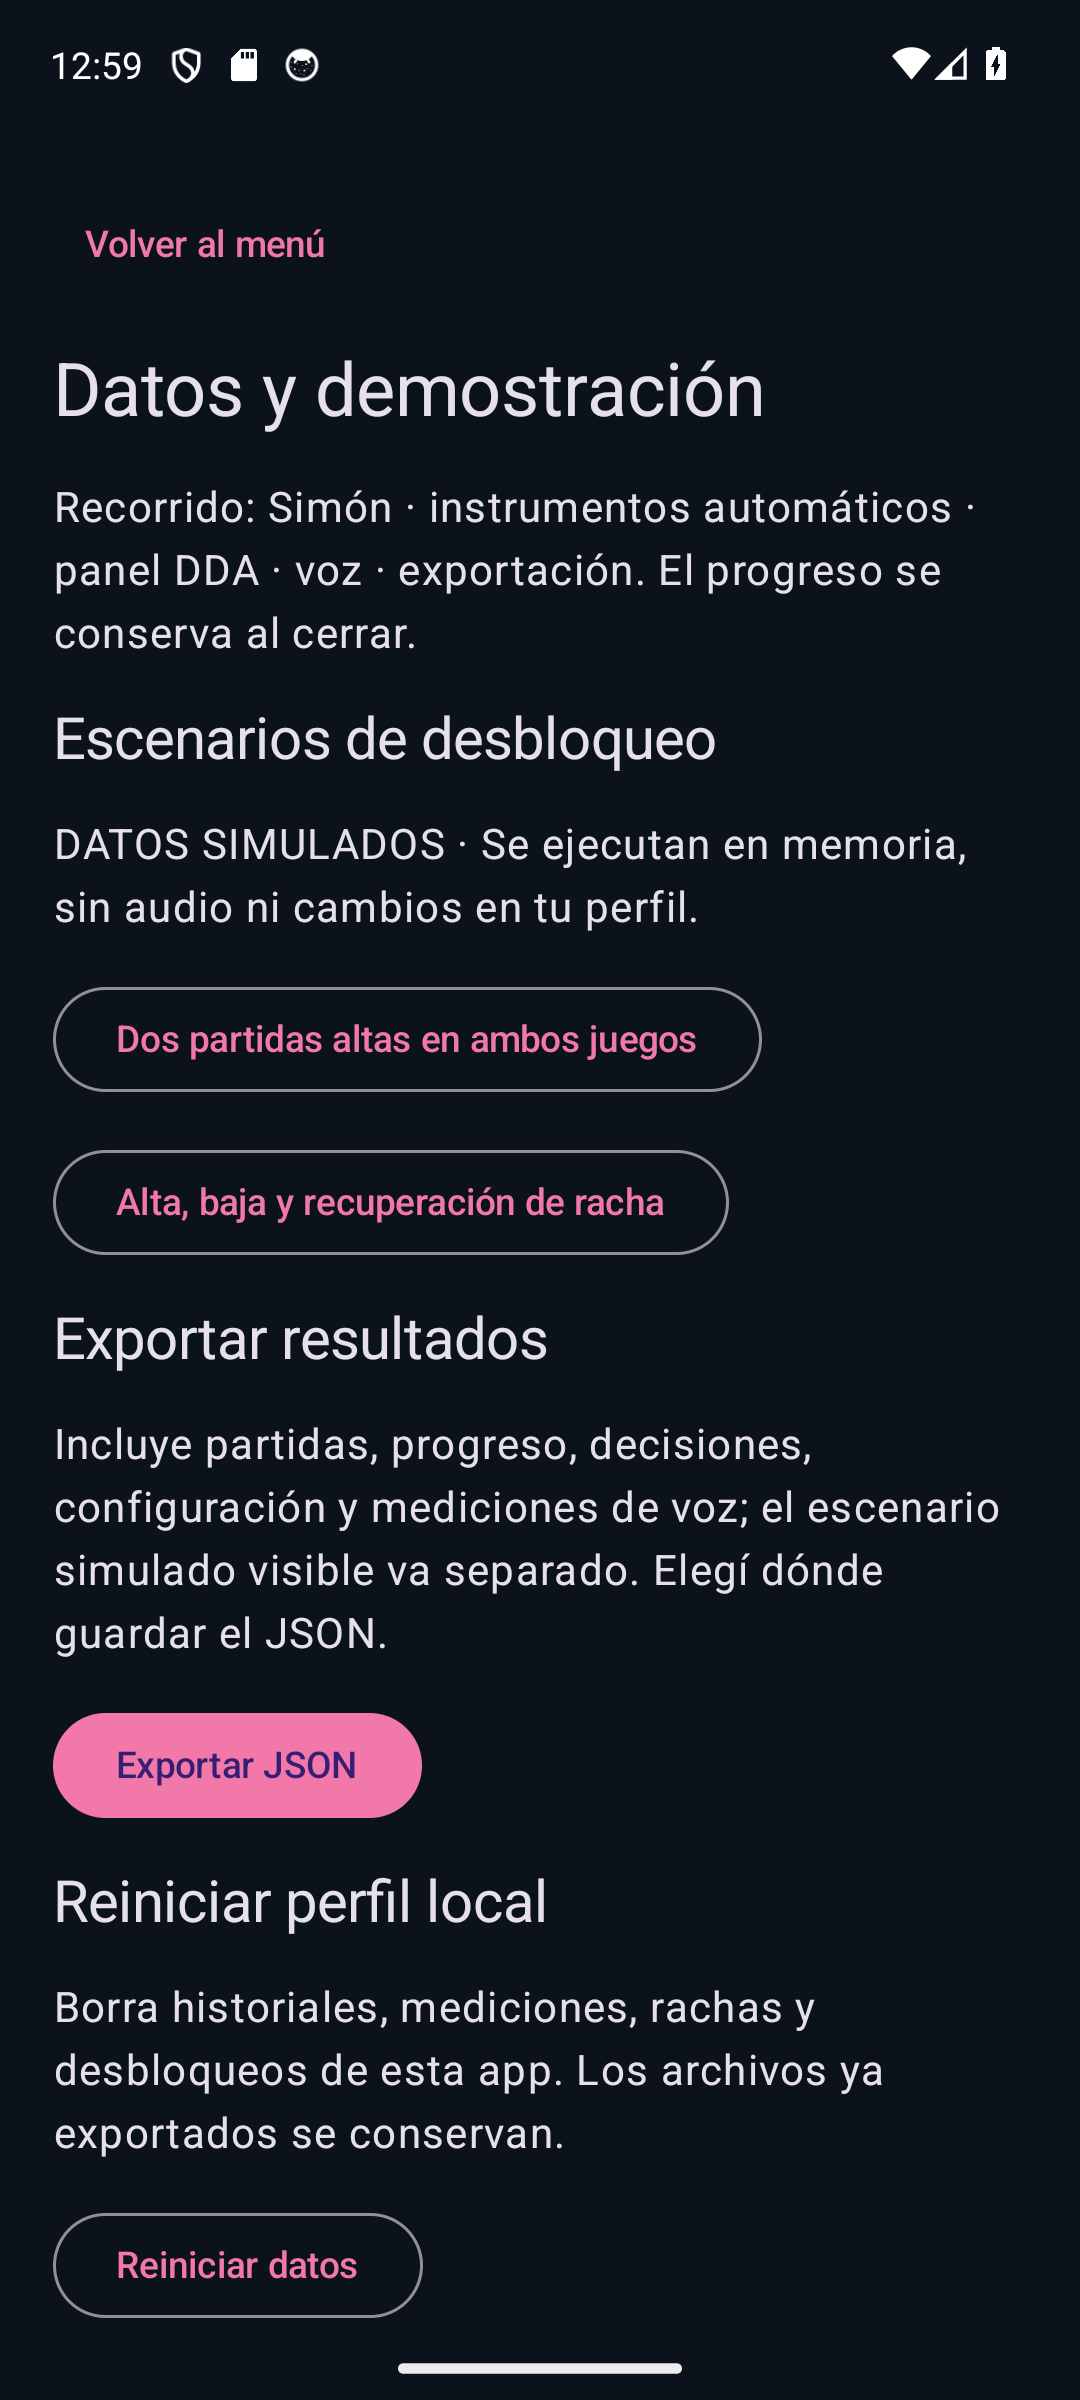 12:59
Volver al menú
Datos y demostración
Recorrido: Simón · instrumentos automáticos ·
panel DDA · voz · exportación. El progreso se
conserva al cerrar.
Escenarios de desbloqueo
DATOS SIMULADOS · Se ejecutan en memoria,
sin audio ni cambios en tu perfil.
Dos partidas altas en ambos juegos
Alta, baja y recuperación de racha
Exportar resultados
Incluye partidas, progreso, decisiones,
configuración y mediciones de voz; el escenario
simulado visible va separado. Elegí dónde
guardar el JSON.
Exportar JSON
Reiniciar perfil local
Borra historiales, mediciones, rachas y
desbloqueos de esta app. Los archivos ya
exportados se conservan.
Reiniciar datos